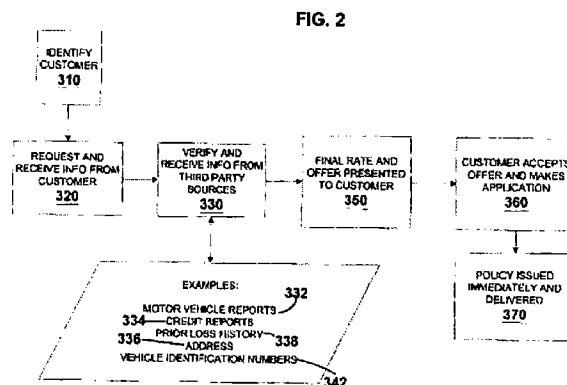 FIG. 2
IDENTIFY
CUSTOMER
310
REQUEST AND
RECEIVE INFO FROM
CUSTOMER
320
VERIFY AND
RECEIVE INFO FROM
THIRD PARTY
SOURCES
330
FINAL RATE AND
OFFER PRESENTED
TO CUSTOMER
350
CUSTOMER ACCEPTS
OFFER AND MAKES
APPLICATION
360
POLICY ISSUED
IMMEDIATELY AND
DELIVERED
370
EXAMPLES:
332
MOTOR VEHICLE REPORTS
334 CREDIT REPORTS
PRIOR LOSS HISTORY 338
336 ADDRESS
VEHICLE IDENTIFICATION NUMBERS
342